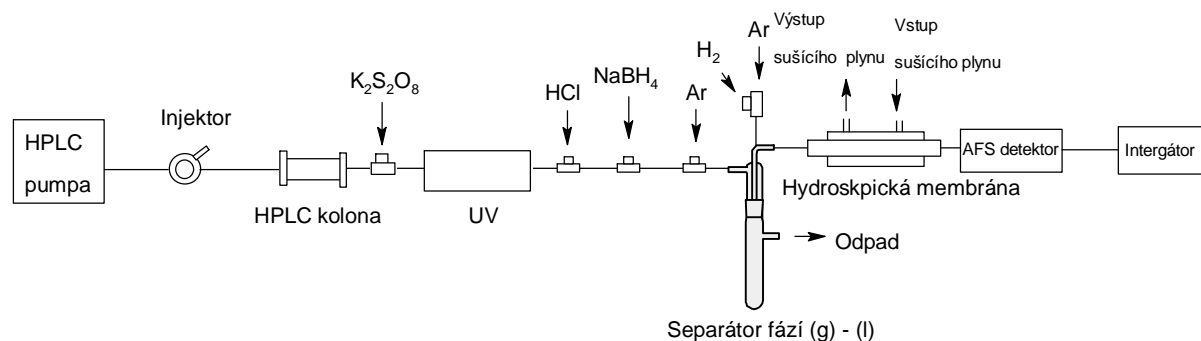 HPLC
pumpa
Injektor
HPLC kolona
K₂S₂O₈
UV
HCl
NaBH₄
Ar
H₂
Ar
Výstup
sušícího plynu
Vstup
sušícího plynu
Hydroskpická membrána
AFS detektor
Intergátor
Odpad
Separátor fází (g) - (l)